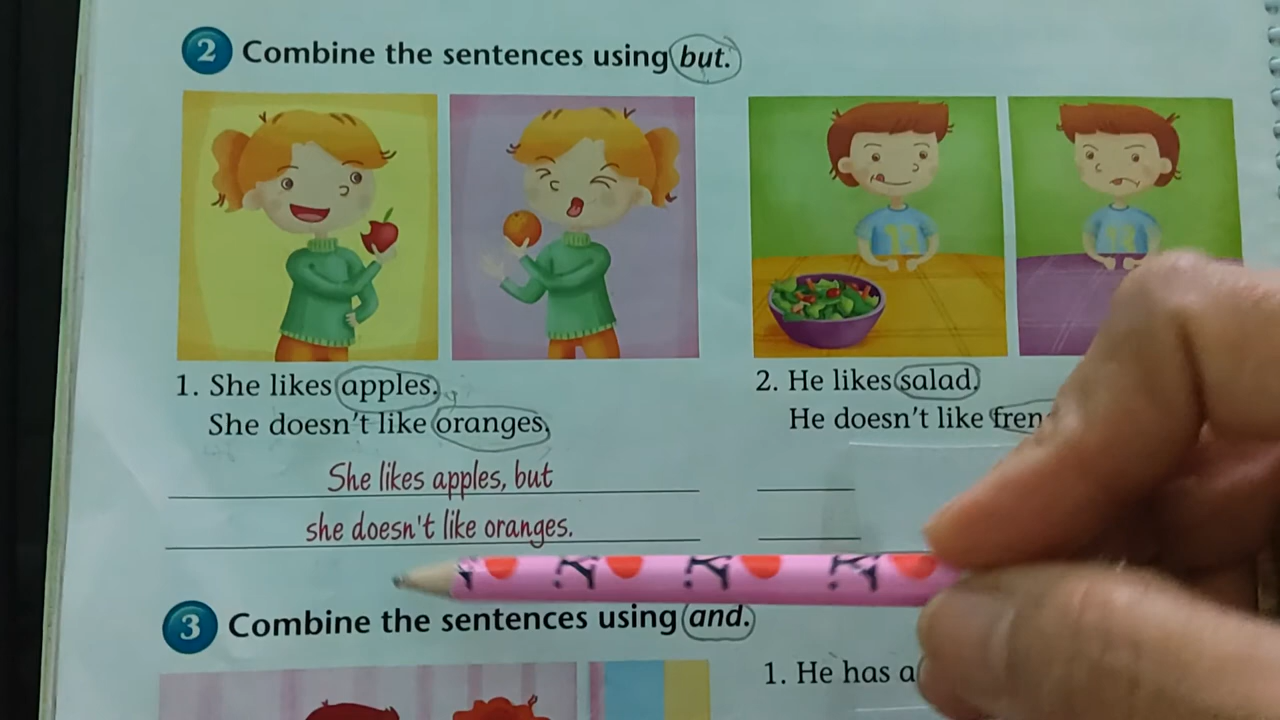 2 Combine the sentences using but.
1. She likes apples.
She doesn't like oranges.
She likes apples, but
she doesn't like oranges.
2. He likes salad.
He doesn't like
3 Combine the sentences using and.
1. He has a